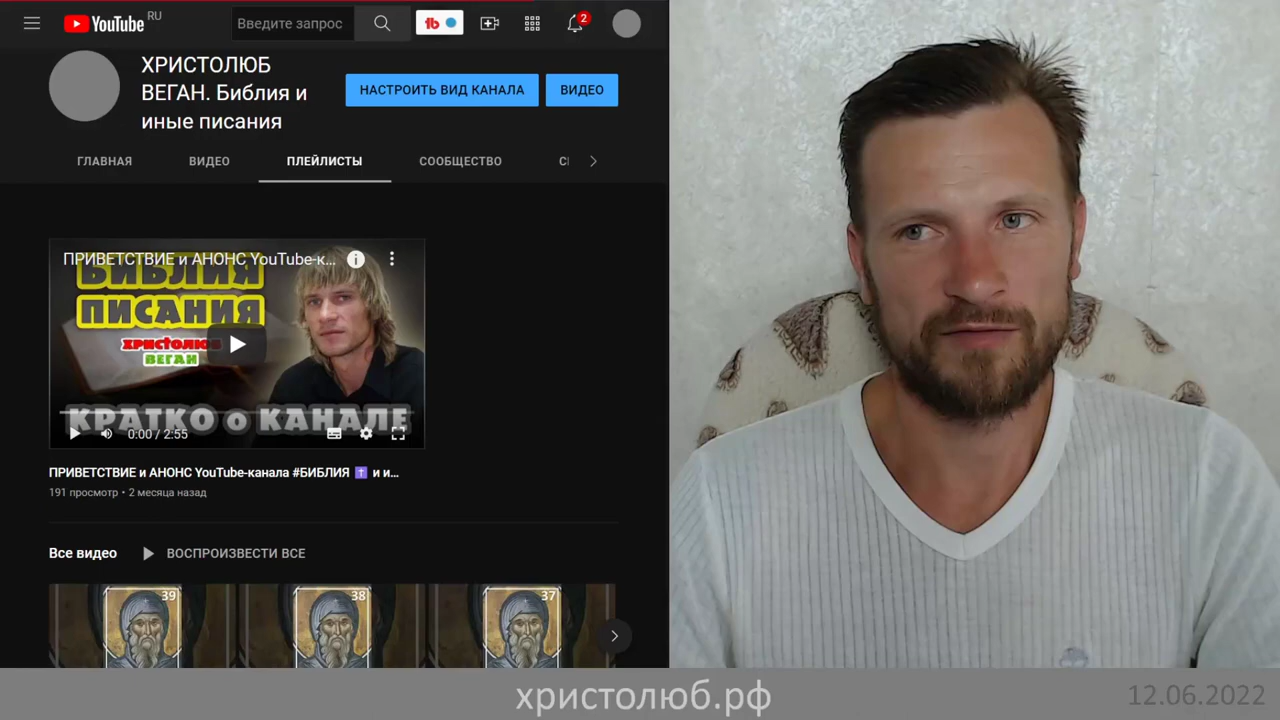 YouTube RU
Введите запрос
tb
2
ХРИСТОЛЮБ
ВЕГАН. Библия и
иные писания
НАСТРОИТЬ ВИД КАНАЛА
ВИДЕО
ГЛАВНАЯ
ВИДЕО
ПЛЕЙЛИСТЫ
СООБЩЕСТВО
ПРИВЕТСТВИЕ и АНОНС YouTube-к...
БИБЛИЯ
ПИСАНИЯ
ХРИСТОЛЮБ
ВЕГАН
КРАТКО о КАНАЛЕ
0:00 / 2:55
ПРИВЕТСТВИЕ и АНОНС YouTube-канала #БИБЛИЯ ✝️ и и...
191 просмотр • 2 месяца назад
Все видео
ВОСПРОИЗВЕСТИ ВСЕ
39
38
37
христолюб.рф
12.06.2022